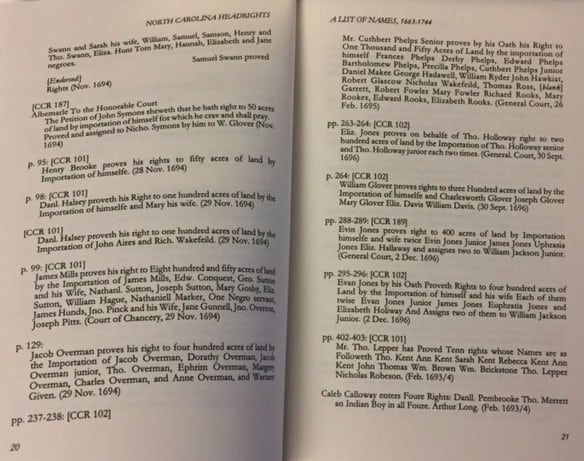 NORTH CAROLINA HEADRIGHTS
Swann and Sarah his wife, William, Samuel, Samson, Henry and
Tho. Swann, Eliza. Hunt Tom Mary, Hannah, Elizabeth and Jane
negroes.
Samuel Swann proved
[Endorsed]
Rights (Nov. 1694)
[CCR 187]
Albemarle To the Honorable Court
The Petition of John Symons sheweth that he hath right to 50 acres
of land by importation of himself for which he crav and shall pray.
Proved and assigned to Nicho. Symons by him to W. Glover (Nov.
1694)
p. 95: [CCR 101]
Henry Brooke proves his rights to fifty acres of land by
Importation of himselfe. (28 Nov. 1694)
p. 98: [CCR 101]
Danl. Halsey proveth his Right to one hundred acres of land by the
Importation of himself and Mary his wife. (29 Nov. 1694)
[CCR 101]
Danl. Halsey proveth his right to one hundred acres of land by the
Importation of John Aires and Rich. Wakefeild. (29 Nov. 1694)
p. 99: [CCR 101]
James Mills proved his right to Eight hundred and fifty acres of land
by the Importation of James Mills, Edw. Conquest, Geo. Sutton
and his Wife, Nathanl. Sutton, Joseph Sutton, Mary Gosby, Eliz.
Sutton, William Hague, Nathaniell Marker, One Negro servant,
James Hunds, Jno. Pinck and his Wife, Jane Gunnell, Jno. Overton,
Joseph Pitts. (Court of Chancery, 29 Nov. 1694)
p. 129:
Jacob Overman proves his right to four hundred acres of land by
the Importation of Jacob Overman, Dorathy Overman, Jacob
Overman junior, Tho. Overman, Ephrim Overman, Margery
Overman, Charles Overman, and Anne Overman, and Warrant
Given. (29 Nov. 1694)
pp. 237-238: [CCR 102]
20
A LIST OF NAMES, 1663-1744
Mr. Cuthbert Phelps Senior proves by his Oath his Right to
One Thousand and Fifty Acres of Land by the importation of
himself Frances Phelps Derby Phelps, Edward Phelps
Bartholomew Phelps, Precilla Phelps, Cuthbert Phelps Junior
Daniel Makee George Hadawell, William Ryder John Hawkiat,
Robert Glascow Nicholas Wakefeild, Thomas Ross, [blank]
Garrett, Robert Fowler Mary Fowler Richard Rooks, Mary
Rookes, Edward Rooks, Elizabeth Rooks. (General Court, 26
Feb. 1695)
pp. 263-264: [CCR 102]
Eliz. Jones proves on behalfe of Tho. Holloway right to two
hundred acres of land by the Importation of Tho. Holloway senior
and Tho. Holloway junior each two times. (General. Court, 30 Sept.
1696)
p. 264: [CCR 102]
William Glover proves rights to three Hundred acres of land by the
Importation of himself and Charlesworth Glover Joseph Glover
Mary Glover Eliz. Davis William Davis. (30 Sept. 1696)
pp. 288-289: [CCR 189]
Evin Jones proved right to 400 acres of land by Importation
himself and wife twice Evin Jones Junior James Jones Uphrasia
Jones Eliz. Hallaway and assignes two to William Jackson Junior.
(General Court, 2 Dec. 1696)
pp. 295-296: [CCR 102]
Evan Jones by his Oath Proveth Rights to four hundred acers of
Land by the Importation of himself and his wife Each of them
twise Evan Jones Junior James Jones Euphratia Jones and
Elizabeth Holiway And Assigns two of them to William Jackson
Junior. (2 Dec. 1696)
pp. 402-403: [CCR 101]
Mr. Tho. Lepper has Proved Tenn rights whose Names are as
Followeth Tho. Kent Ann Kent Sarah Kent Rebecca Kent Ann
Kent John Thomas Wm. Brown Wm. Brickstone Tho. Lepper
Nicholas Robeson. (Feb. 1693/4)
Caleb Calloway enters Foure Rights: Danll. Pembrooke Tho. Merrett
an Indian Boy in all Foure. Arthur Long. (Feb. 1693/4)
21